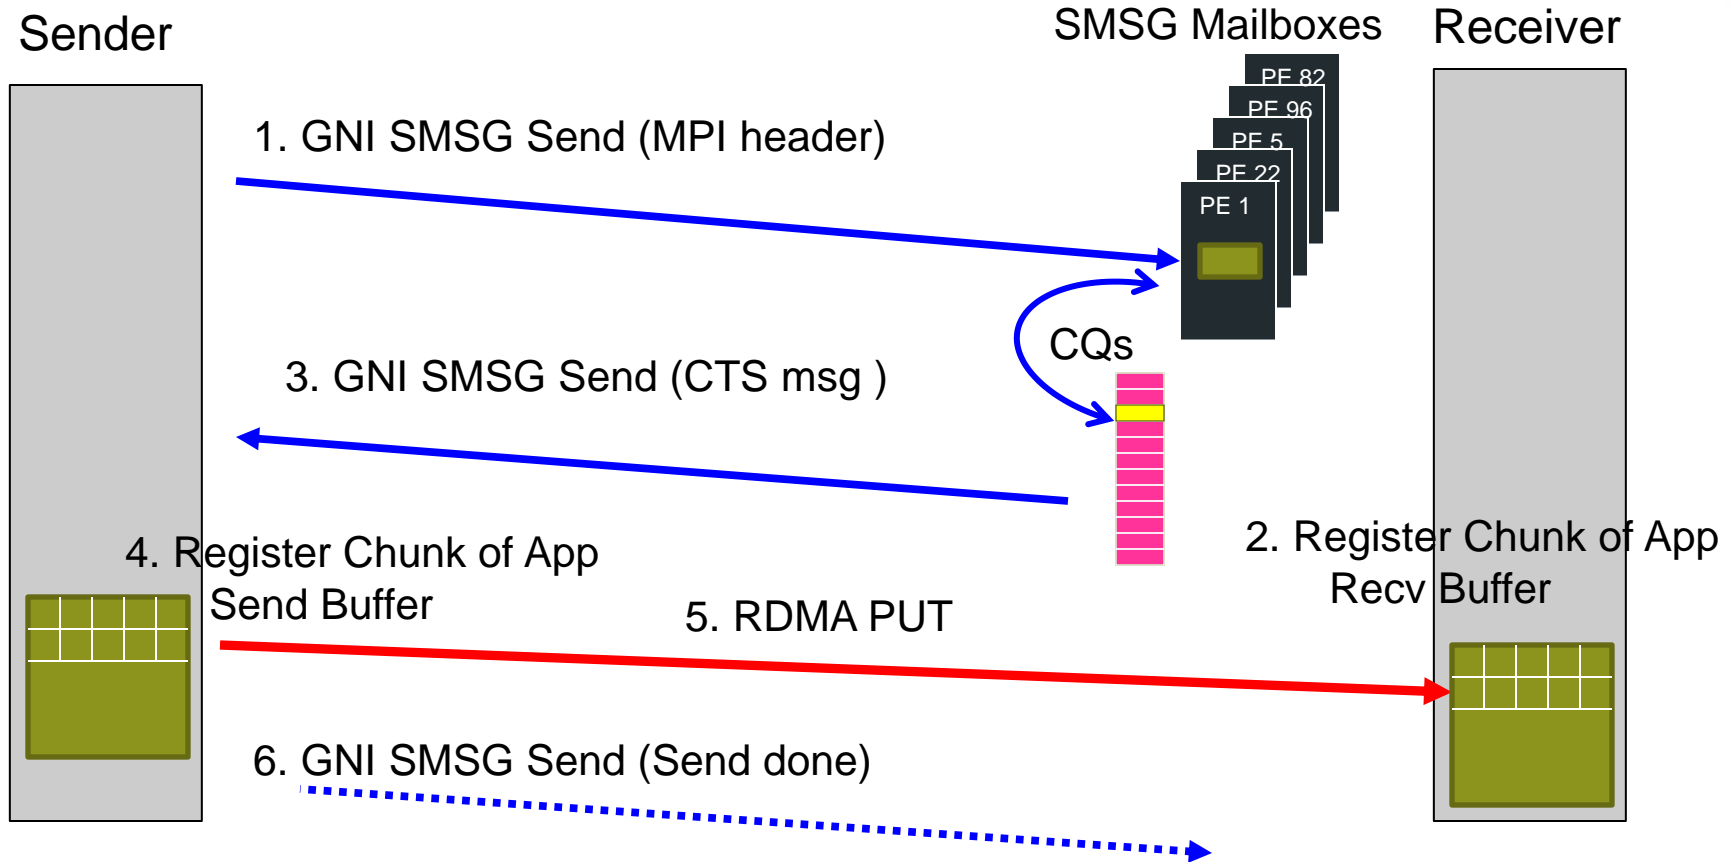 Sender
SMSG Mailboxes
Receiver
PE 82
PE 96
PE 5
PE 22
PE 1
1. GNI SMSG Send (MPI header)
CQs
3. GNI SMSG Send (CTS msg )
2. Register Chunk of App
Recv Buffer
4. Register Chunk of App
Send Buffer
5. RDMA PUT
6. GNI SMSG Send (Send done)